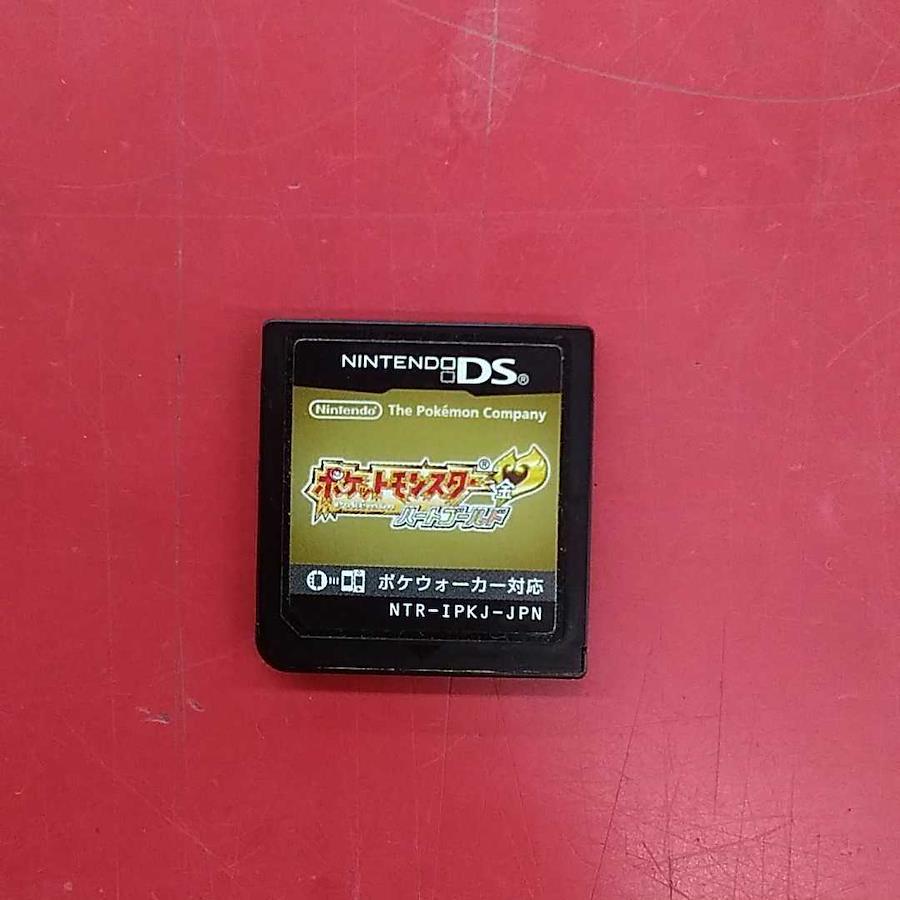 NINTENDO DS®
Nintendo® The Pokémon Company
ポケットモンスター®
POKéMON
金
ハートゴールド
ポケウォーカー対応
NTR-IPKJ-JPN